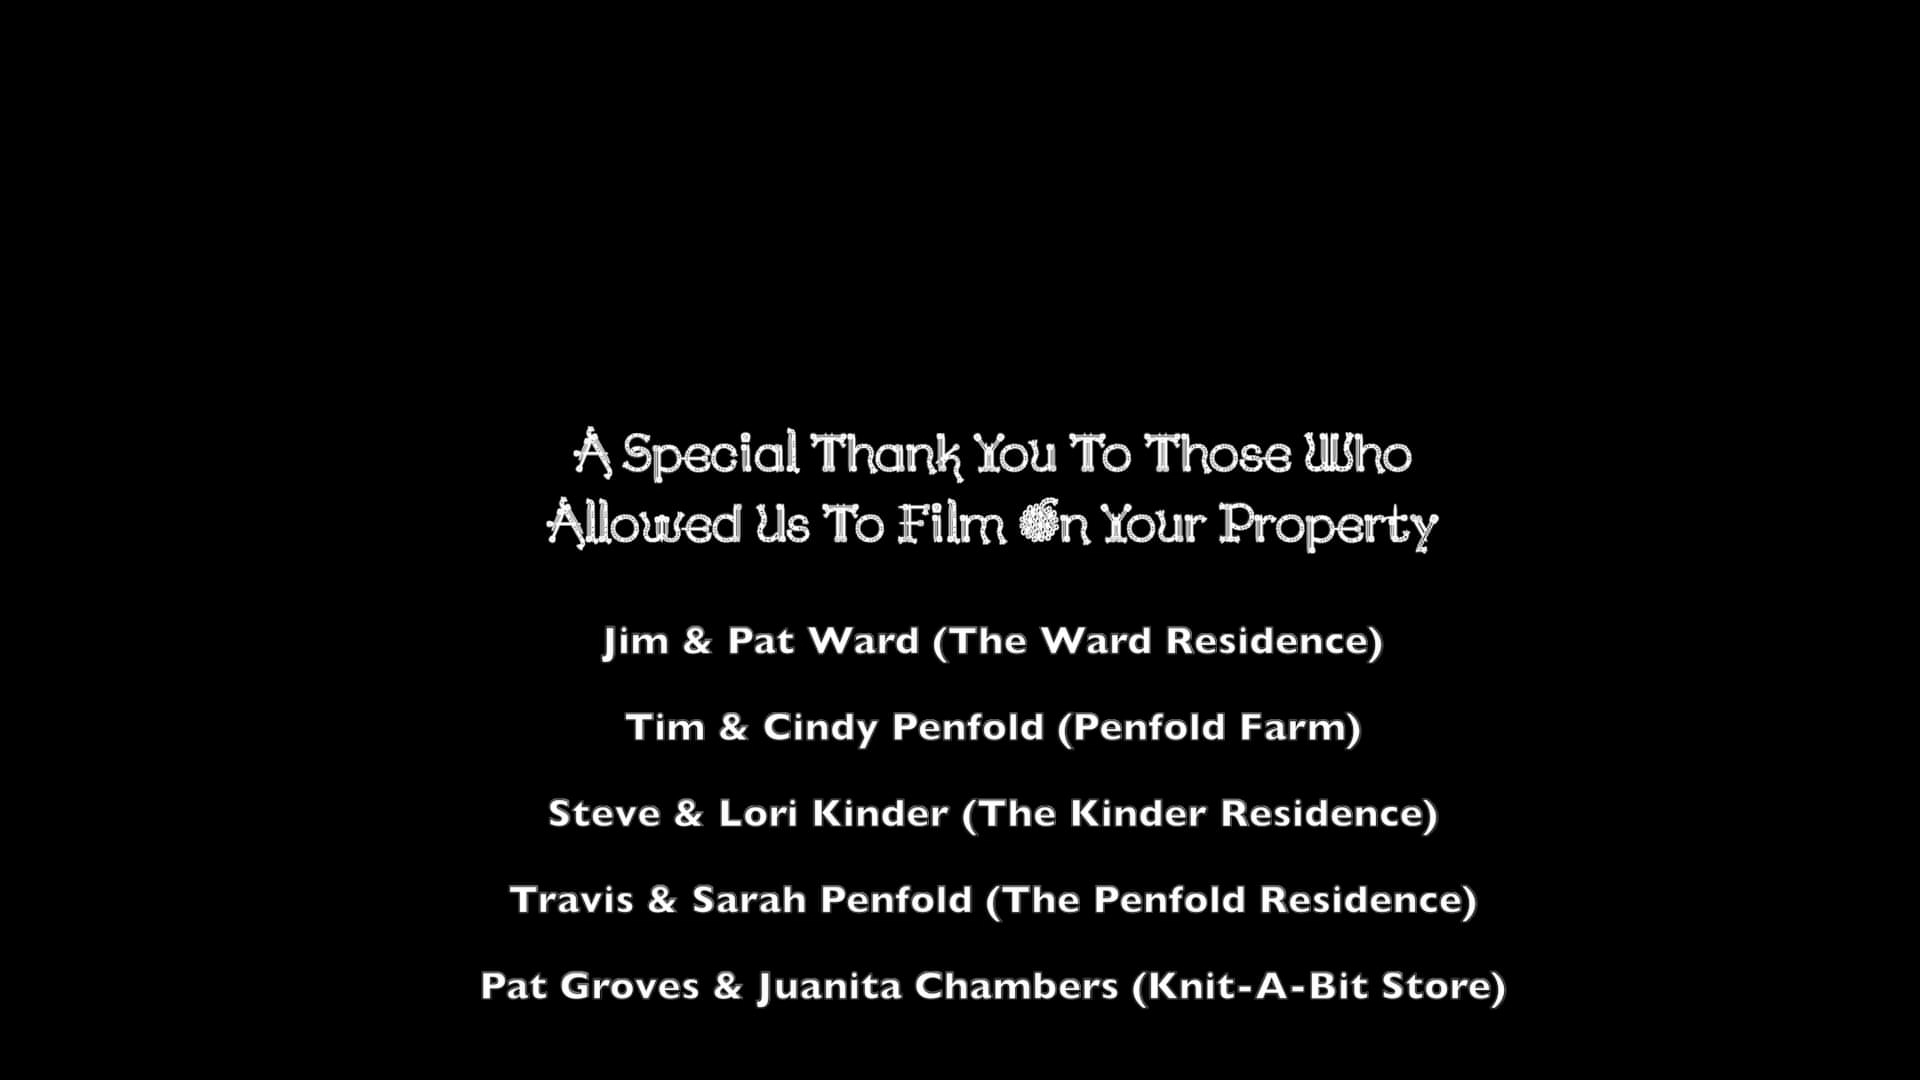 A Special Thank You To Those Who
Allowed Us To Film On Your Property
Jim & Pat Ward (The Ward Residence)
Tim & Cindy Penfold (Penfold Farm)
Steve & Lori Kinder (The Kinder Residence)
Travis & Sarah Penfold (The Penfold Residence)
Pat Groves & Juanita Chambers (Knit-A-Bit Store)